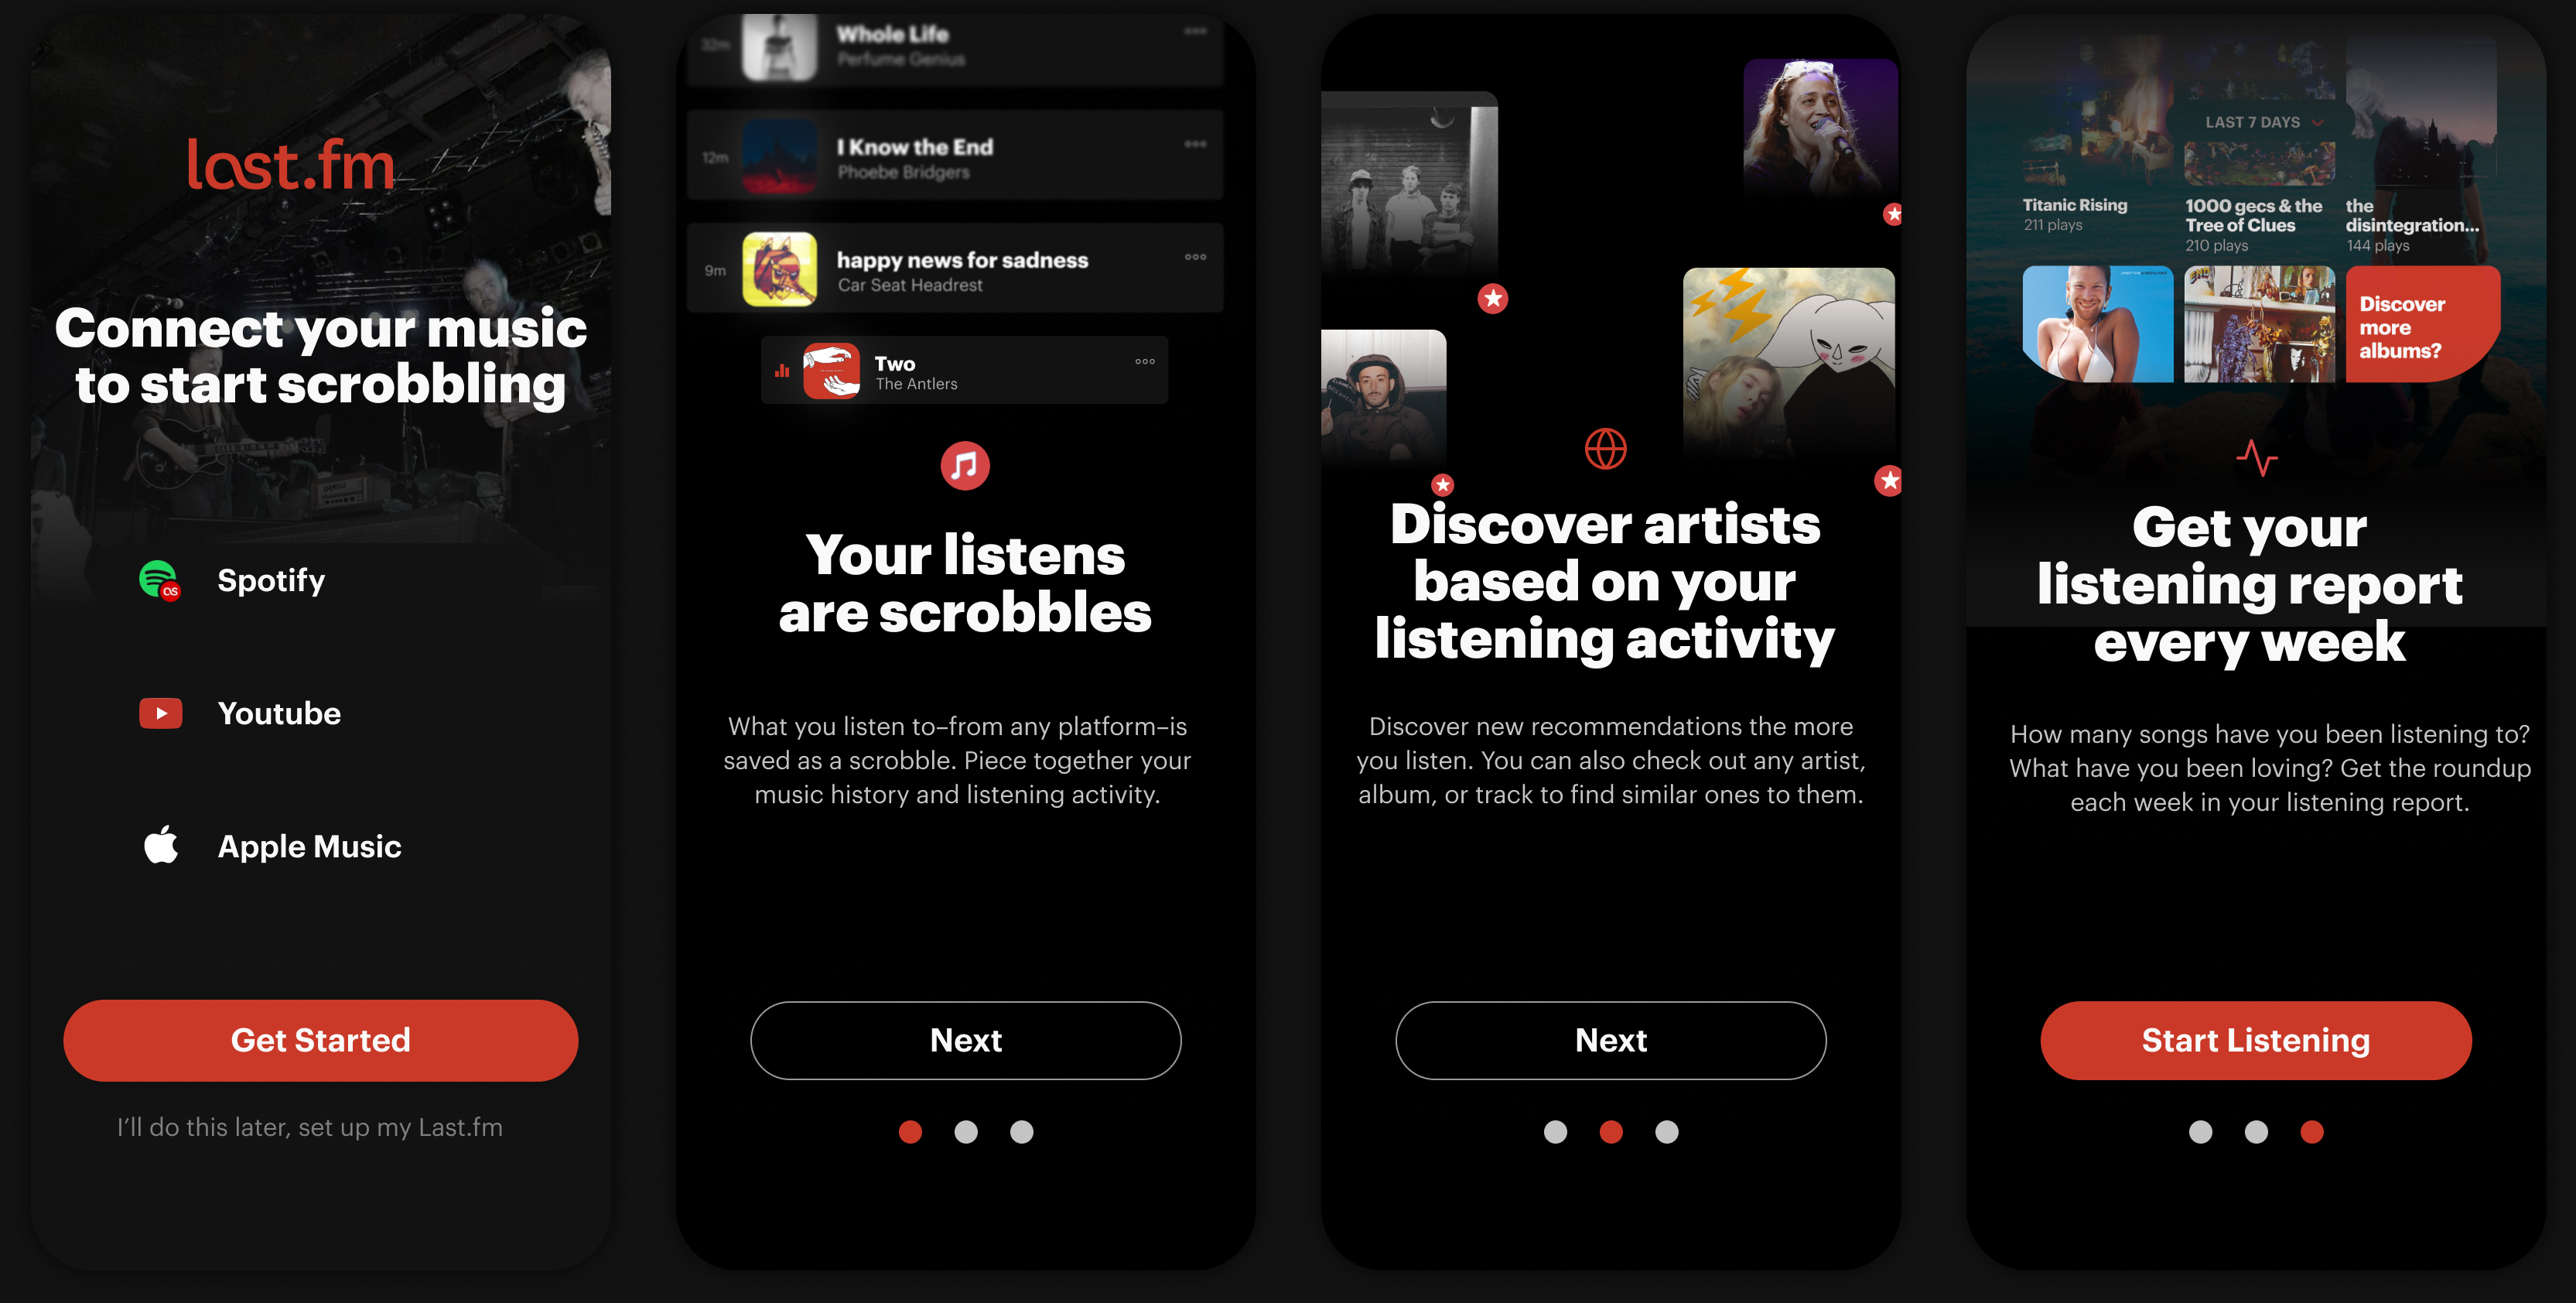 last.fm
Connect your music
to start scrobbling
Spotify
Youtube
Apple Music
Get Started
I'll do this later, set up my Last.fm
32m
Whole Life
Perfume Genius
12m
I Know the End
Phoebe Bridgers
9m
happy news for sadness
Car Seat Headrest
Two
The Antlers
Your listens
are scrobbles
What you listen to–from any platform–is
saved as a scrobble. Piece together your
music history and listening activity.
Next
Discover artists
based on your
listening activity
Discover new recommendations the more
you listen. You can also check out any artist,
album, or track to find similar ones to them.
Next
LAST 7 DAYS
Titanic Rising
211 plays
1000 gecs & the
Tree of Clues
210 plays
the
disintegration...
144 plays
Discover
more
albums?
Get your
listening report
every week
How many songs have you been listening to?
What have you been loving? Get the roundup
each week in your listening report.
Start Listening